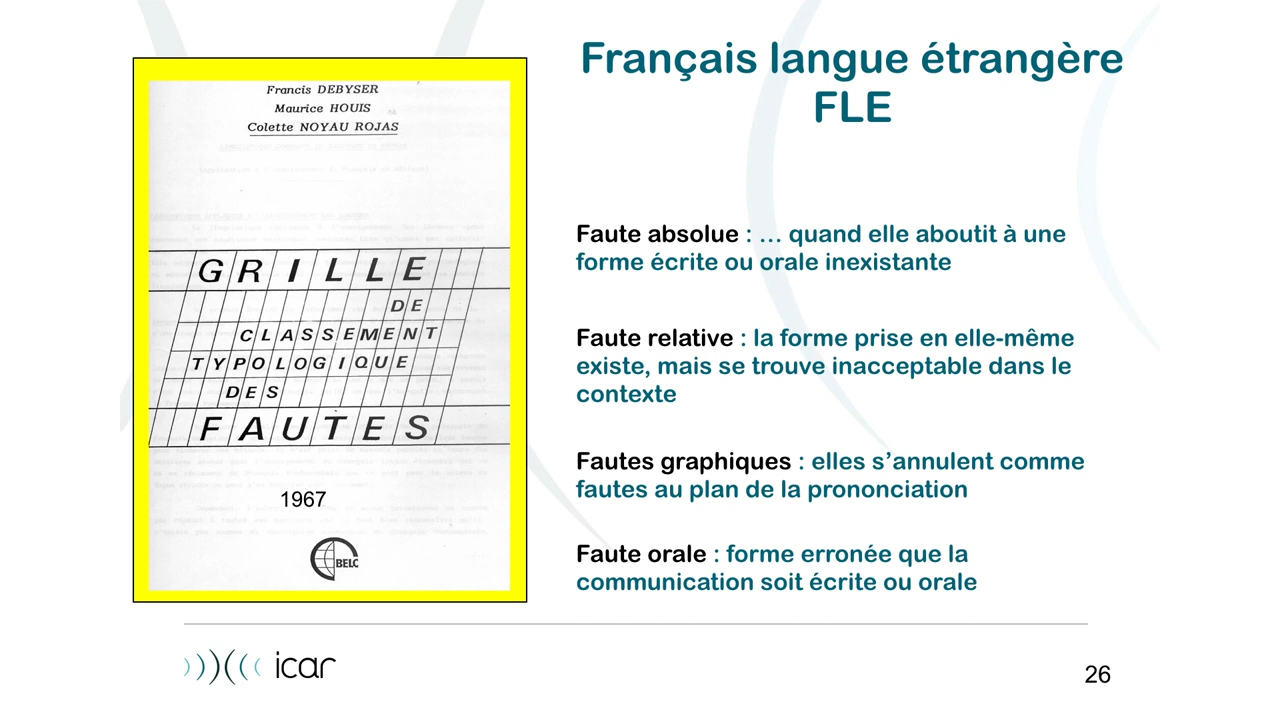 Français langue étrangère
FLE
Francis DEBYSER
Maurice HOUIS
Colette NOYAU ROJAS
GRILLE
DE
CLASSEMENT
TYPOLOGIQUE
DES
FAUTES
1967
BELC
Faute absolue : … quand elle aboutit à une
forme écrite ou orale inexistante
Faute relative : la forme prise en elle-même
existe, mais se trouve inacceptable dans le
contexte
Fautes graphiques : elles s’annulent comme
fautes au plan de la prononciation
Faute orale : forme erronée que la
communication soit écrite ou orale
icar
26